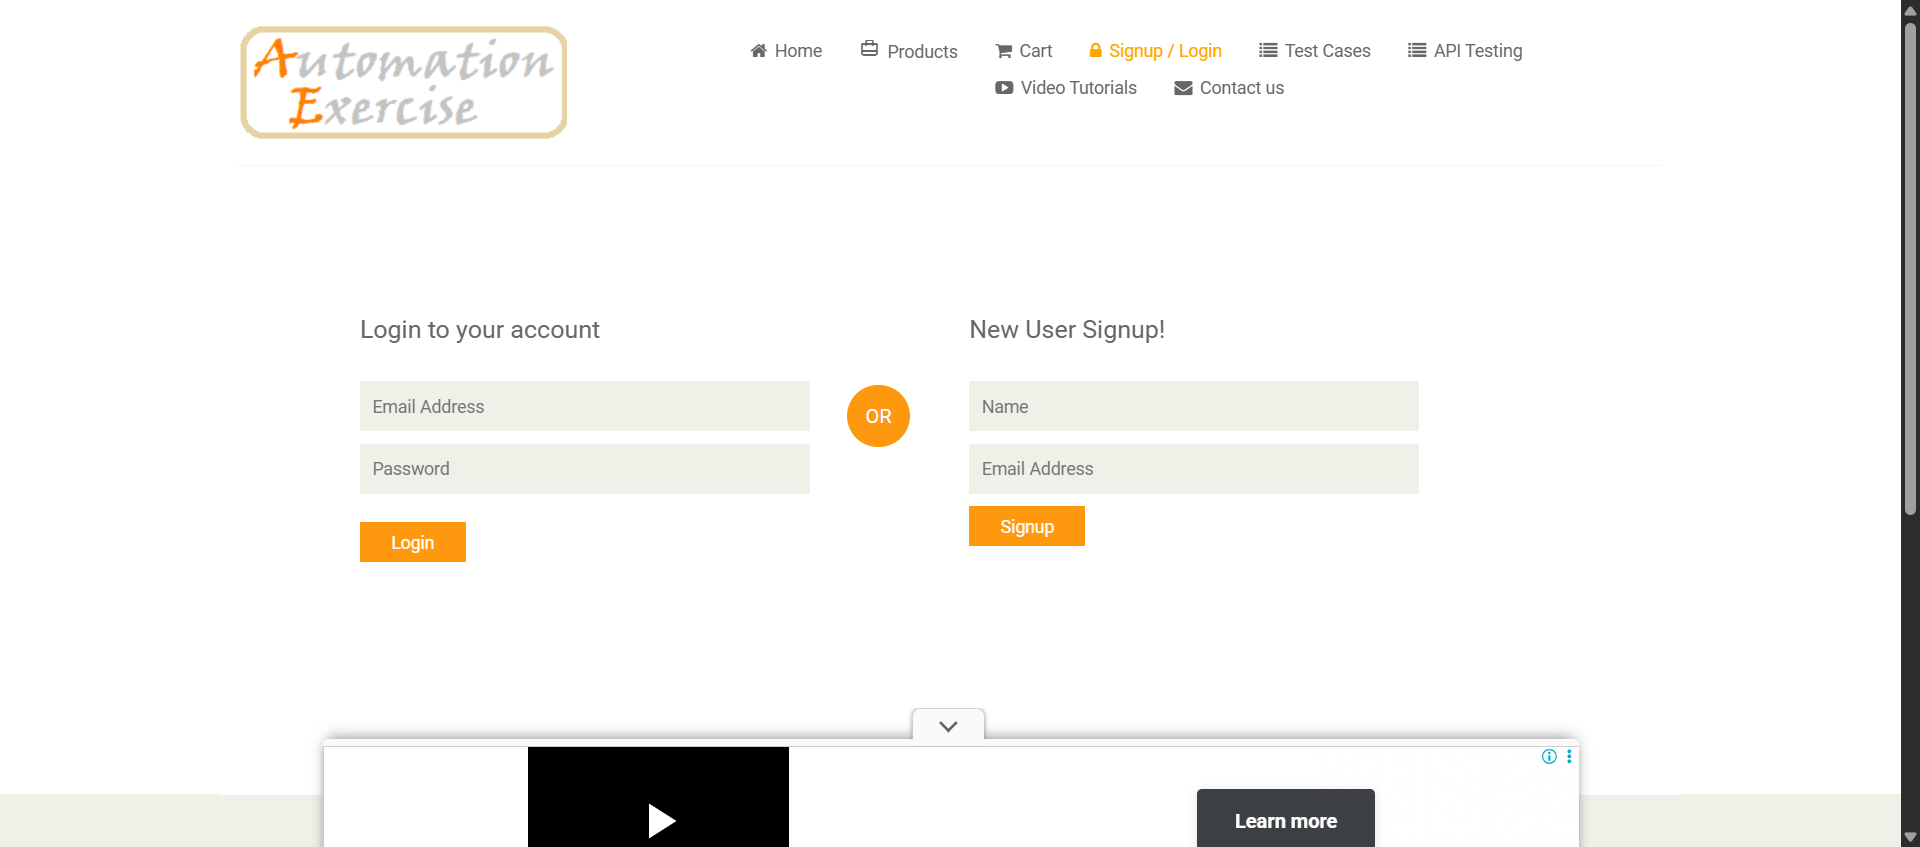 Automation
Exercise
Home Products Cart Signup / Login Test Cases API Testing
Video Tutorials Contact us
Login to your account
Email Address
Password
Login
OR
New User Signup!
Name
Email Address
Signup
Learn more